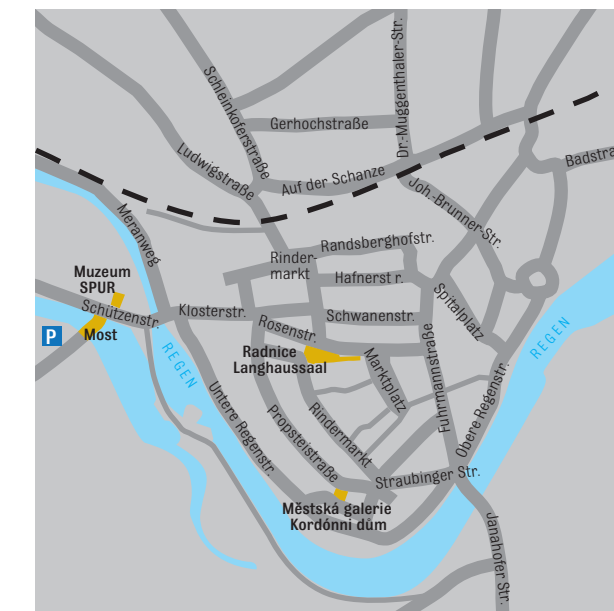 Schleinkoferstraße
Dr.-Muggenthaler-Str.
Gerhochstraße
Ludwigstraße
Auf der Schanze
Badstra
Joh.-Brunner-Str.
Meranweg
Randsberghofstr.
Rinder-
markt
Hafnerst r.
Muzeum
SPUR
Schützenstr.
Klosterstr.
Schwanenstr.
Spitalplatz
P
Most
Rosenstr.
REGEN
REGEN
Radnice
Langhaussaal
Marktplatz
Fuhrmannstraße
Untere Regenstr.
Propsteistraße
Rindermarkt
Obere Regenstr.
Straubinger Str.
Městská galerie
Kordónni dům
Janahofer Str.